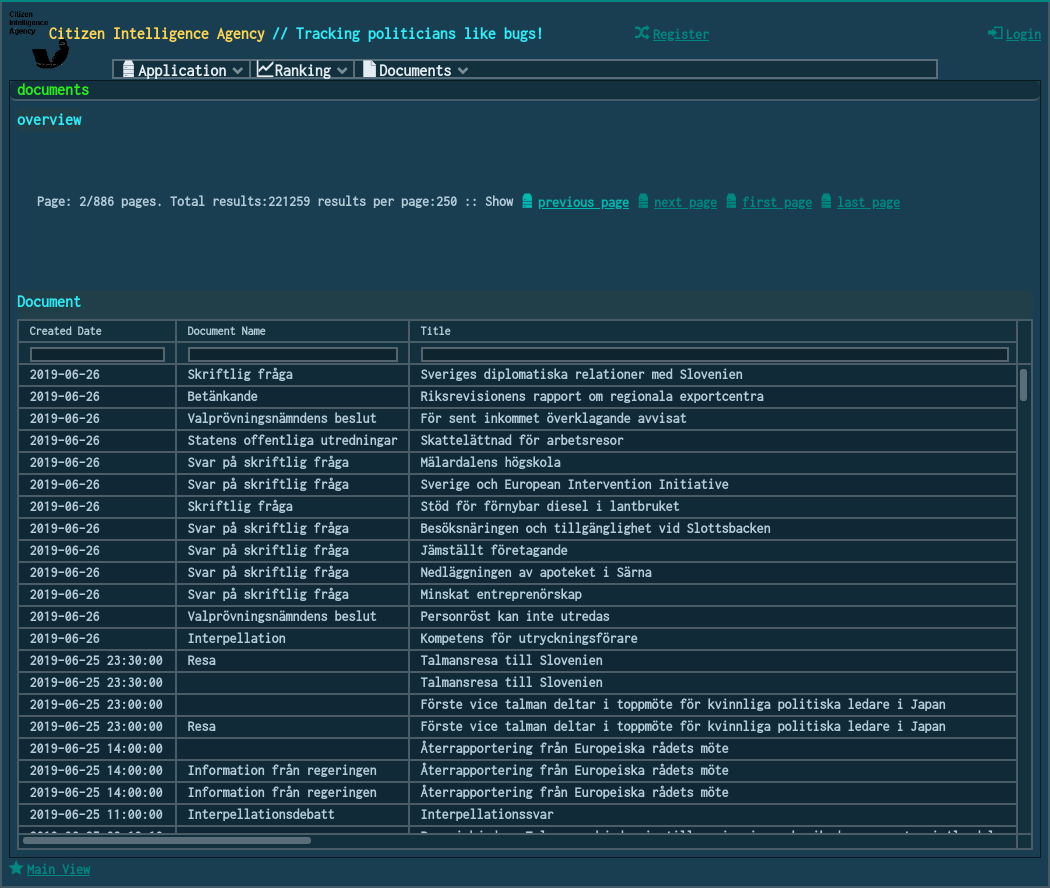 Citizen
Intelligence
Agency
Citizen Intelligence Agency // Tracking politicians like bugs!
Register
Login
Application Ranking Documents
documents
overview
Page: 2/886 pages. Total results:221259 results per page:250 :: Show previous page next page first page last page
Document
Created Date Document Name Title
2019-06-26 Skriftlig fråga Sveriges diplomatiska relationer med Slovenien
2019-06-26 Betänkande Riksrevisionens rapport om regionala exportcentra
2019-06-26 Valprövningsnämndens beslut För sent inkommet överklagande avvisat
2019-06-26 Statens offentliga utredningar Skattelättnad för arbetsresor
2019-06-26 Svar på skriftlig fråga Mälardalens högskola
2019-06-26 Svar på skriftlig fråga Sverige och European Intervention Initiative
2019-06-26 Skriftlig fråga Stöd för förnybar diesel i lantbruket
2019-06-26 Svar på skriftlig fråga Besöksnäringen och tillgänglighet vid Slottsbacken
2019-06-26 Svar på skriftlig fråga Jämställt företagande
2019-06-26 Svar på skriftlig fråga Nedläggningen av apoteket i Särna
2019-06-26 Svar på skriftlig fråga Minskat entreprenörskap
2019-06-26 Valprövningsnämndens beslut Personröst kan inte utredas
2019-06-26 Interpellation Kompetens för utryckningsförare
2019-06-25 23:30:00 Resa Talmansresa till Slovenien
2019-06-25 23:30:00 Talmansresa till Slovenien
2019-06-25 23:00:00 Förste vice talman deltar i toppmöte för kvinnliga politiska ledare i Japan
2019-06-25 23:00:00 Resa Förste vice talman deltar i toppmöte för kvinnliga politiska ledare i Japan
2019-06-25 14:00:00 Återrapportering från Europeiska rådets möte
2019-06-25 14:00:00 Information från regeringen Återrapportering från Europeiska rådets möte
2019-06-25 14:00:00 Information från regeringen Återrapportering från Europeiska rådets möte
2019-06-25 11:00:00 Interpellationsdebatt Interpellationssvar
Main View